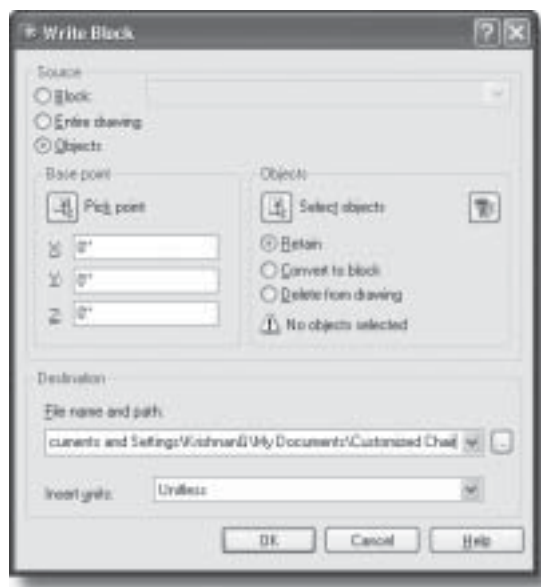 Write Block
Source
Block:
Entire drawing
Objects
Base point
Pick point
X: 0"
Y: 0"
Z: 0"
Objects
Select objects
Retain
Convert to block
Delete from drawing
No objects selected
Destination
File name and path:
cuments and Settings\KrishnanG\My Documents\Customized Chair
...
Insert units:
Unitless
OK
Cancel
Help